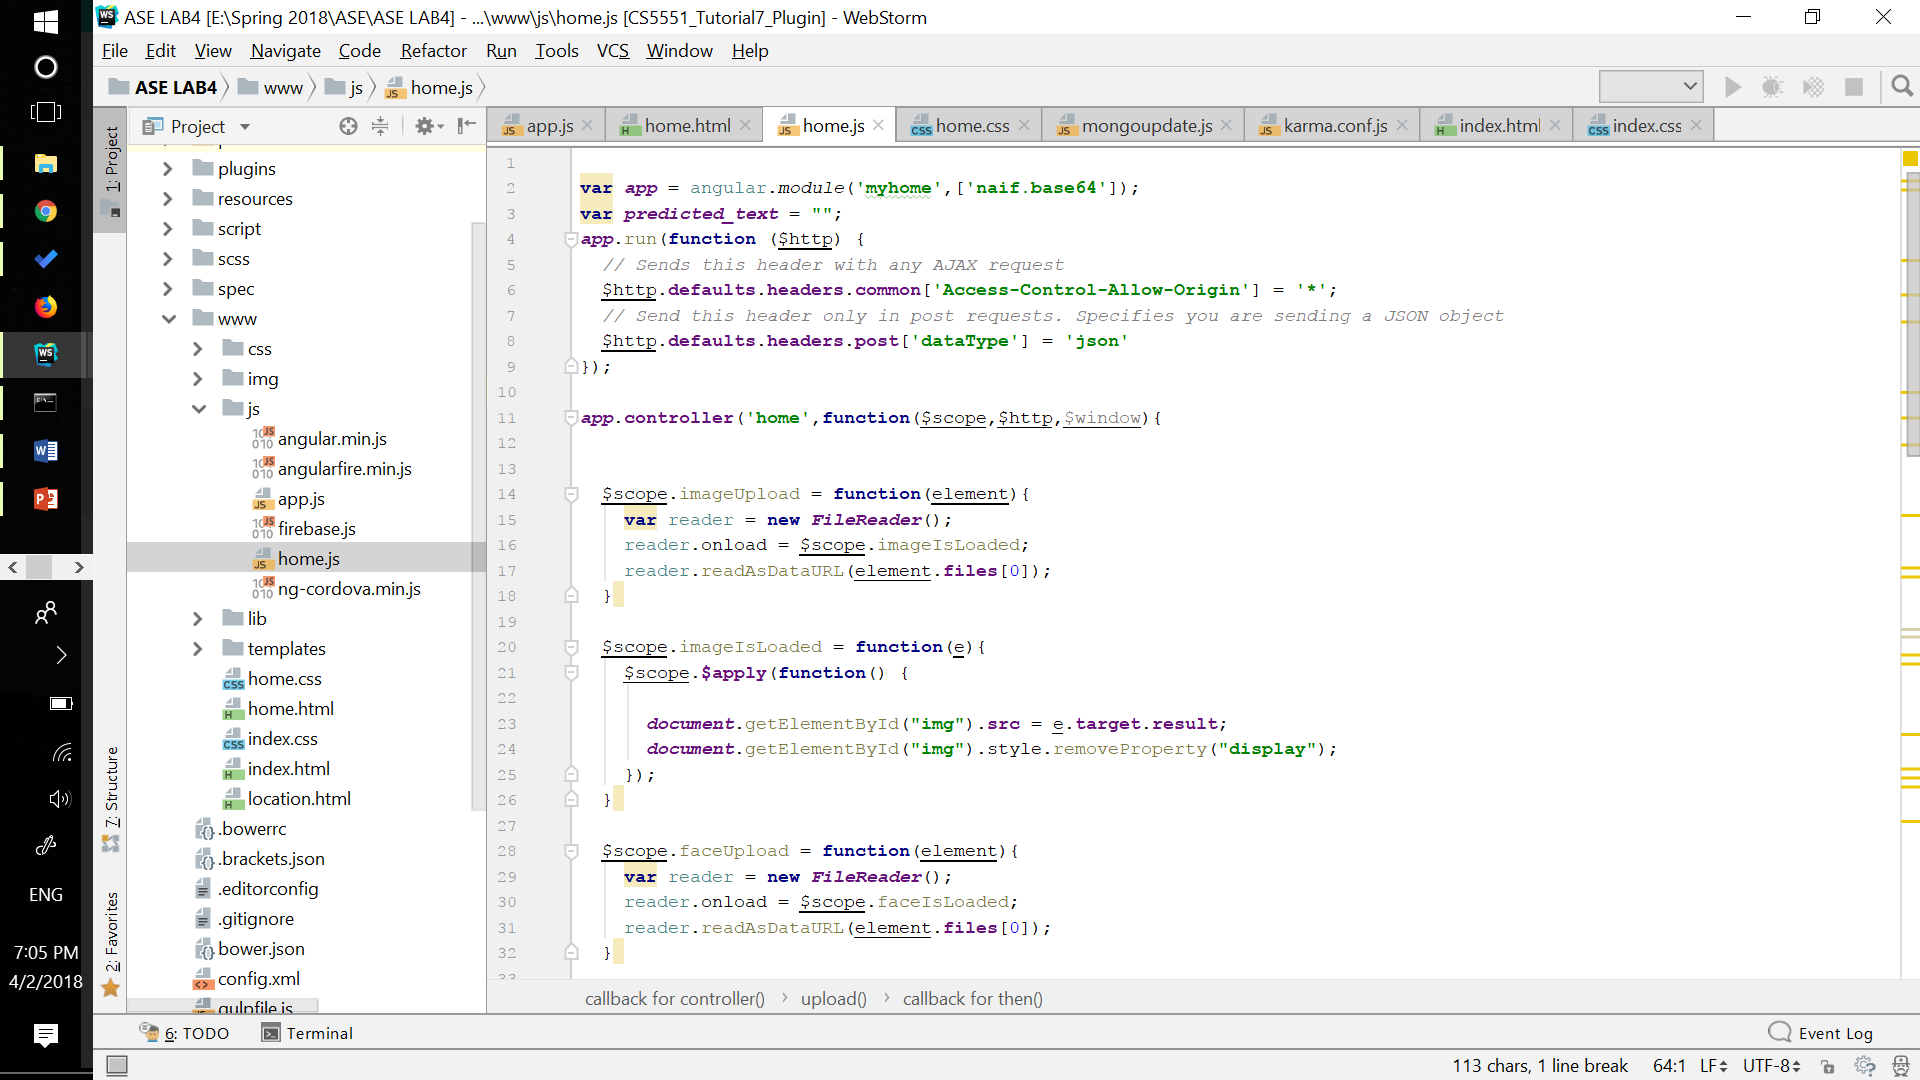 ASE LAB4 [E:\Spring 2018\ASE\ASE LAB4] - ...\www\js\home.js [CS5551_Tutorial7_Plugin] - WebStorm
File Edit View Navigate Code Refactor Run Tools VCS Window Help
ASE LAB4 www js home.js
Project
app.js home.html home.js home.css mongoupdate.js karma.conf.js index.html index.css
1: Project
7: Structure
2: Favorites
plugins
resources
script
scss
spec
www
css
img
js
angular.min.js
angularfire.min.js
app.js
firebase.js
home.js
ng-cordova.min.js
lib
templates
home.css
home.html
index.css
index.html
location.html
.bowerrc
.brackets.json
.editorconfig
.gitignore
bower.json
config.xml
gulpfile.js
1
2 var app = angular.module('myhome',['naif.base64']);
3 var predicted_text = "";
4 app.run(function ($http) {
5 // Sends this header with any AJAX request
6 $http.defaults.headers.common['Access-Control-Allow-Origin'] = '*';
7 // Send this header only in post requests. Specifies you are sending a JSON object
8 $http.defaults.headers.post['dataType'] = 'json'
9 });
10
11 app.controller('home',function($scope,$http,$window){
12
13
14 $scope.imageUpload = function(element){
15 var reader = new FileReader();
16 reader.onload = $scope.imageIsLoaded;
17 reader.readAsDataURL(element.files[0]);
18 }
19
20 $scope.imageIsLoaded = function(e){
21 $scope.$apply(function() {
22
23 document.getElementById("img").src = e.target.result;
24 document.getElementById("img").style.removeProperty("display");
25 });
26 }
27
28 $scope.faceUpload = function(element){
29 var reader = new FileReader();
30 reader.onload = $scope.faceIsLoaded;
31 reader.readAsDataURL(element.files[0]);
32 }
33
callback for controller() › upload() › callback for then()
6: TODO Terminal Event Log
113 chars, 1 line break 64:1 LF UTF-8
ENG
7:05 PM
4/2/2018